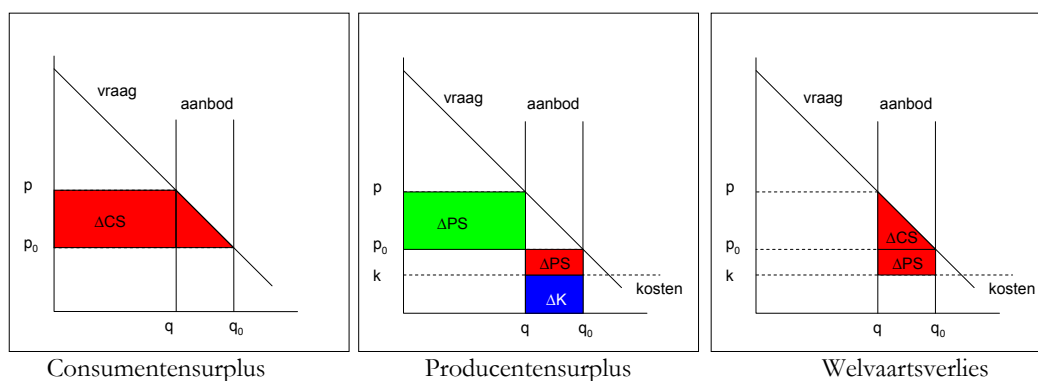 vraag
aanbod
p
ΔCS
p₀
q
q₀
Consumentensurplus
vraag
aanbod
p
ΔPS
p₀
ΔPS
k
ΔK
kosten
q
q₀
Producentensurplus
vraag
aanbod
p
ΔCS
p₀
ΔPS
k
kosten
q
q₀
Welvaartsverlies